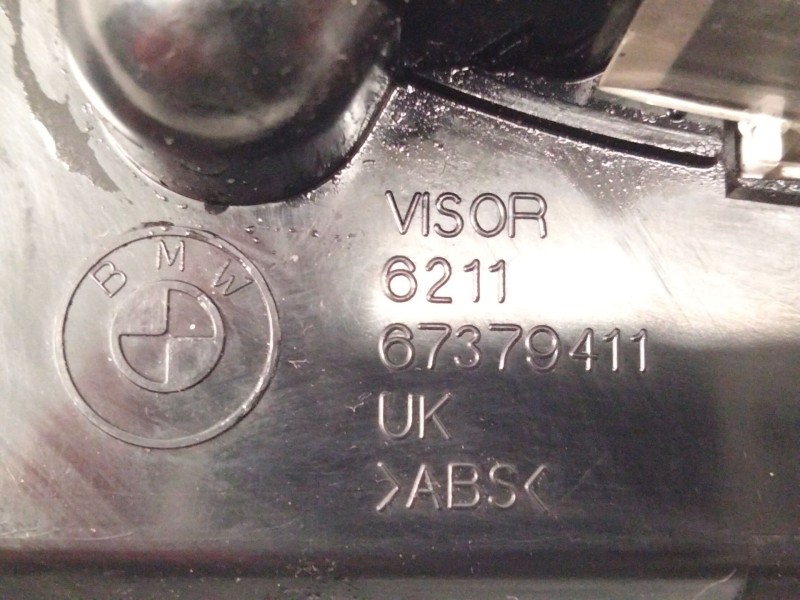 BMW
VISOR
6211
67379411
UK
>ABS<